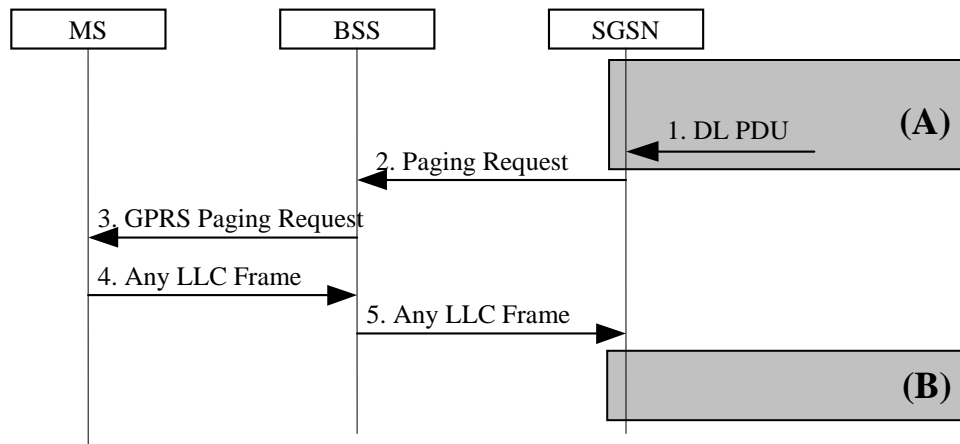 MS
BSS
SGSN
(A)
1. DL PDU
2. Paging Request
3. GPRS Paging Request
4. Any LLC Frame
5. Any LLC Frame
(B)